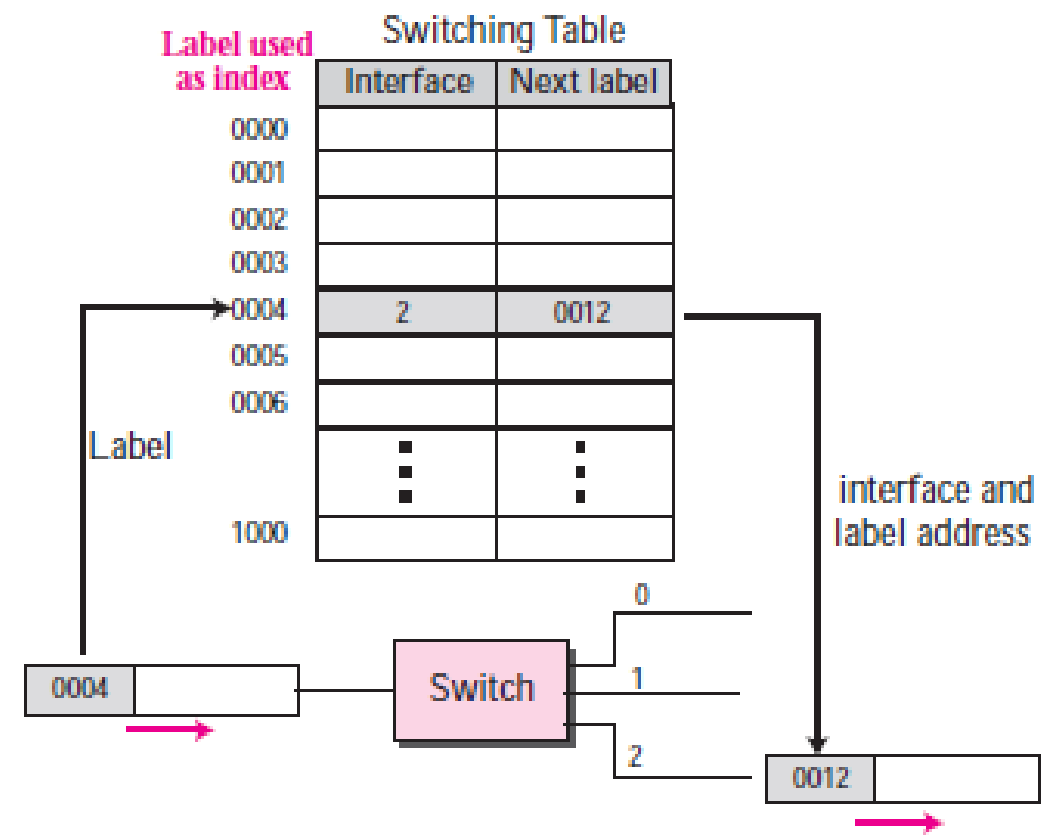 Switching Table
Label used
as index
Interface Next label
0000
0001
0002
0003
0004 2 0012
0005
0006
1000
Label
interface and
label address
0004
Switch
0
1
2
0012